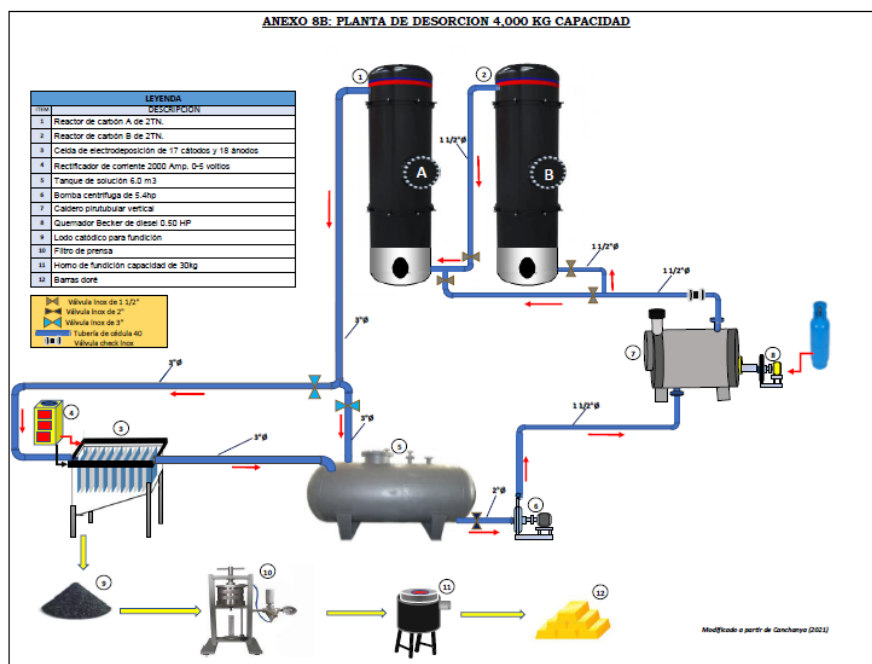 ANEXO 8B: PLANTA DE DESORCION 4,000 KG CAPACIDAD
1
2
LEYENDA
ITEM DESCRIPCION
1 Reactor de carbón A de 2TN.
2 Reactor de carbón B de 2TN.
3 Celda de electrodeposición de 17 cátodos y 18 ánodos
4 Rectificador de corriente 2000 Amp. 0-5 voltios
5 Tanque de solución 6.0 m3
6 Bomba centrífuga de 5.4hp
7 Caldero pirutubular vertical
8 Quemador Becker de diesel 0.50 HP
9 Lodo catódico para fundición
10 Filtro de prensa
11 Horno de fundición capacidad de 30kg
12 Barras doré
Válvula Inox de 1 1/2"
Válvula Inox de 2"
Válvula Inox de 3"
Tubería de cédula 40
Válvula check Inox
1 1/2"Ø
A
B
1 1/2"Ø
1 1/2"Ø
3"Ø
7
8
3"Ø
4
3
3"Ø
1 1/2"Ø
3"Ø
5
2"Ø
6
9
10
11
12
Modificado a partir de Canchanya (2021)